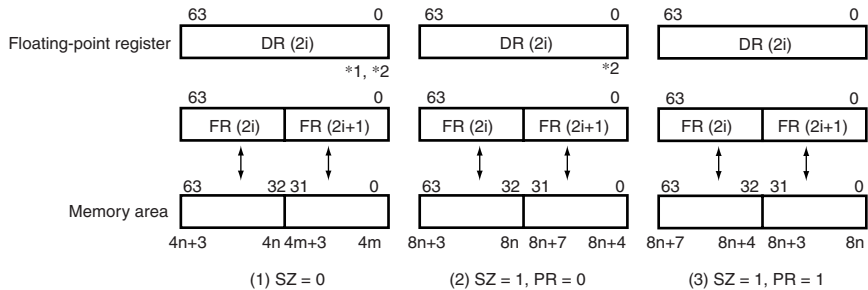 63 0 63 0 63 0
Floating-point register DR (2i) DR (2i) DR (2i)
*1, *2 *2
63 0 63 0 63 0
FR (2i) FR (2i+1) FR (2i) FR (2i+1) FR (2i) FR (2i+1)
63 32 31 0 63 32 31 0 63 32 31 0
Memory area
4n+3 4n 4m+3 4m 8n+3 8n 8n+7 8n+4 8n+7 8n+4 8n+3 8n
(1) SZ = 0 (2) SZ = 1, PR = 0 (3) SZ = 1, PR = 1